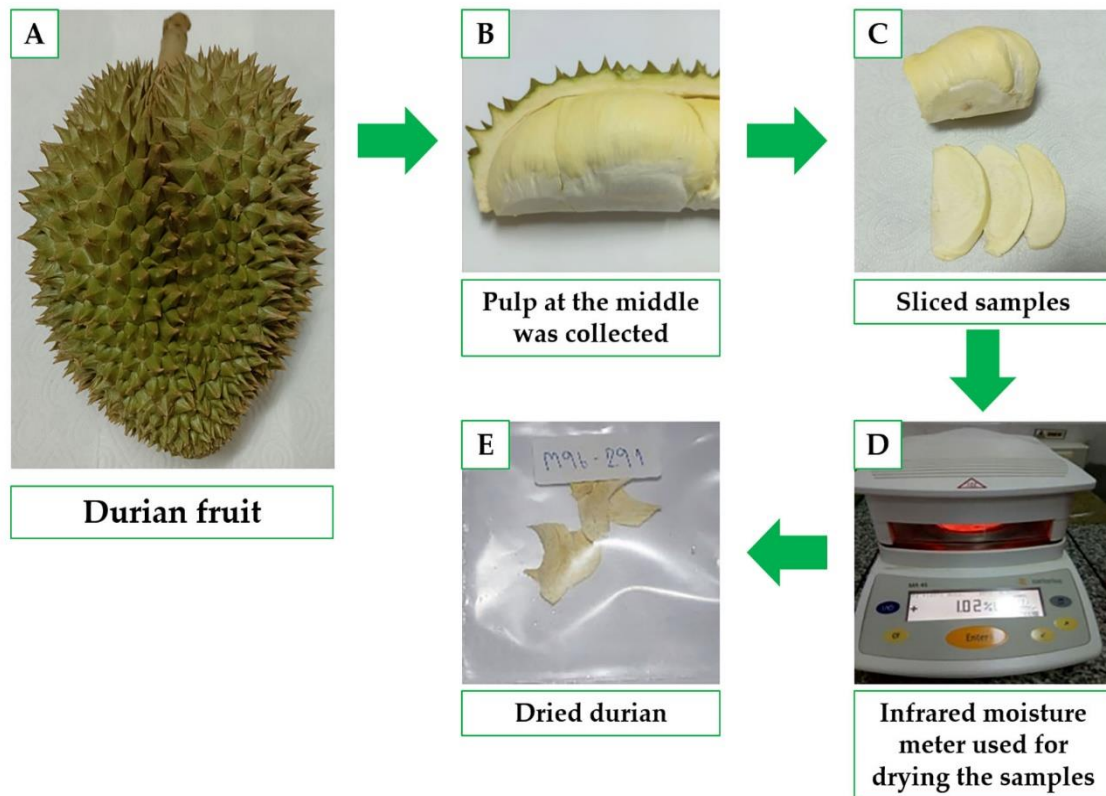 A
B
C
Pulp at the middle
was collected
Sliced samples
Durian fruit
E
M96-291
Dried durian
D
sartorius
1.02%
Enter
Infrared moisture
meter used for
drying the samples